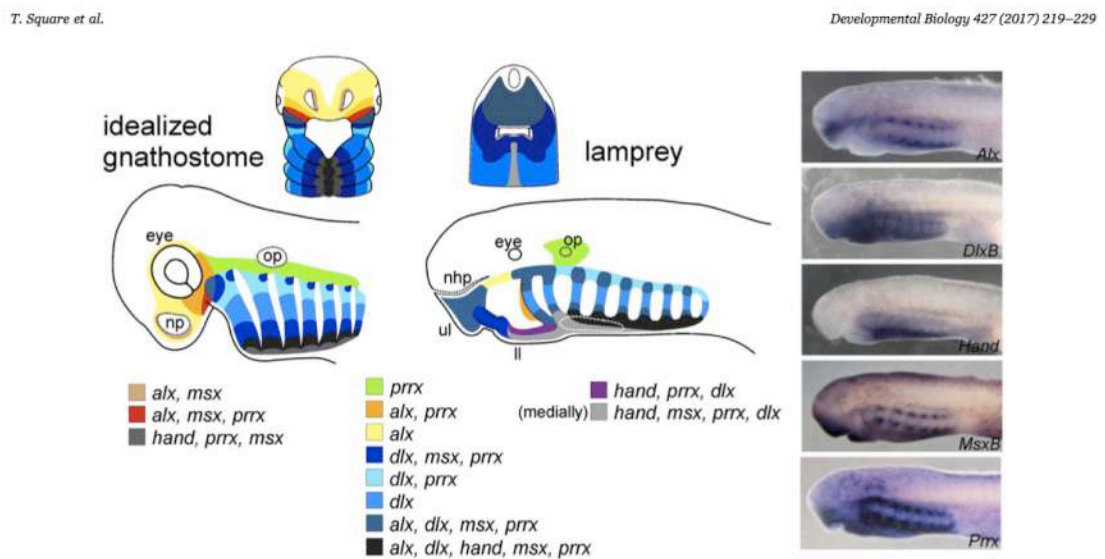 T. Square et al.
Developmental Biology 427 (2017) 219–229
idealized
gnathostome
lamprey
eye
op
np
eye
op
nhp
ul
ll
alx, msx
alx, msx, prrx
hand, prrx, msx
prrx
alx, prrx
alx
dlx, msx, prrx
dlx, prrx
dlx
alx, dlx, msx, prrx
alx, dlx, hand, msx, prrx
hand, prrx, dlx
(medially) hand, msx, prrx, dlx
Alx
DlxB
Hand
MsxB
Prrx